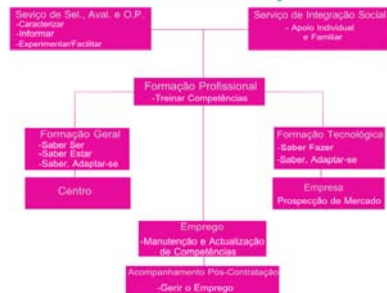 Seviço de Sel., Aval. e O.P.
-Caracterizar
-Informar
-Experimentar/Facilitar
Serviço de Integração Social
- Apoio Individual
e Familiar
Formação Profissional
-Treinar Competências
Formação Geral
-Saber Ser
-Saber Estar
-Saber, Adaptar-se
Formação Tecnológica
-Saber Fazer
-Saber, Adaptar-se
Centro
Empresa
Prospecção de Mercado
Emprego
-Manutenção e Actualização
de Competências
Acompanhamento Pós-Contratação
-Gerir o Emprego